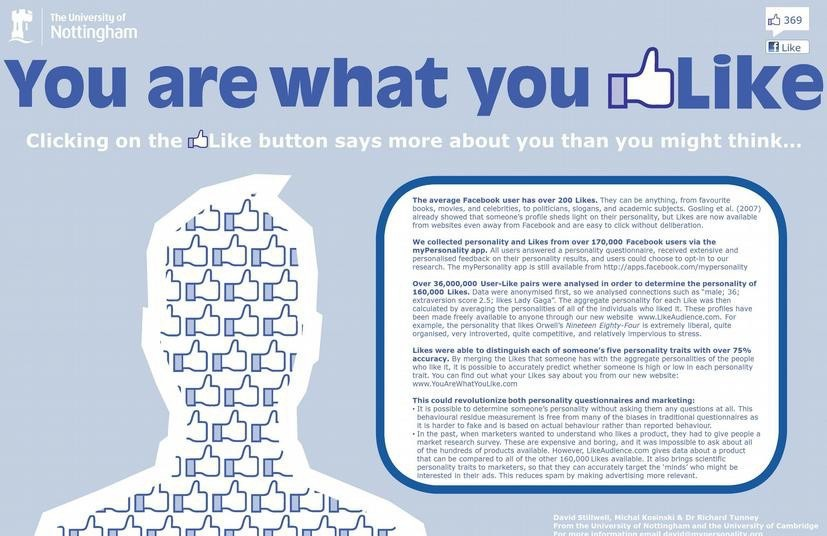 The University of
Nottingham
369
Like
You are what you Like
Clicking on the Like button says more about you than you might think...
The average Facebook user has over 200 Likes. They can be anything, from favourite
books, movies, and celebrities, to politicians, slogans, and academic subjects. Gosling et al. (2007)
already showed that someone's profile sheds light on their personality, but Likes are now available
from websites even away from Facebook and are easy to click without deliberation.
We collected personality and Likes from over 170,000 Facebook users via the
myPersonality app. All users answered a personality questionnaire, received extensive and
personalised feedback on their personality results, and users could choose to opt-in to our
research. The myPersonality app is still available from http://apps.facebook.com/mypersonality
Over 36,000,000 User-Like pairs were analysed in order to determine the personality of
160,000 Likes. Data were anonymised first, so we analysed connections such as "male; 36;
extraversion score 2.5; likes Lady Gaga". The aggregate personality for each Like was then
calculated by averaging the personalities of all of the individuals who liked it. These profiles have
been made freely available to anyone through our new website www.LikeAudience.com. For
example, the personality that likes Orwell's Nineteen Eighty-Four is extremely liberal, quite
organised, very introverted, quite competitive, and relatively impervious to stress.
Likes were able to distinguish each of someone's five personality traits with over 75%
accuracy. By merging the Likes that someone has with the aggregate personalities of the people
who like it, it is possible to accurately predict whether someone is high or low in each personality
trait. You can find out what your Likes say about you from our new website:
www.YouAreWhatYouLike.com
This could revolutionize both personality questionnaires and marketing:
• It is possible to determine someone's personality without asking them any questions at all. This
behavioural residue measurement is free from many of the biases in traditional questionnaires as
it is harder to fake and is based on actual behaviour rather than reported behaviour.
• In the past, when marketers wanted to understand who likes a product, they had to give people a
market research survey. These are expensive and boring, and it was impossible to ask about all
of the hundreds of products available. However, LikeAudience.com gives data about a product
that can be compared to all of the other 160,000 Likes available. It also brings scientific
personality traits to marketers, so that they can accurately target the 'minds' who might be
interested in their ads. This reduces spam by making advertising more relevant.
David Stillwell, Michal Kosinski & Dr Richard Tunney
From the University of Nottingham and the University of Cambridge
For more information email david@mypersonality.org